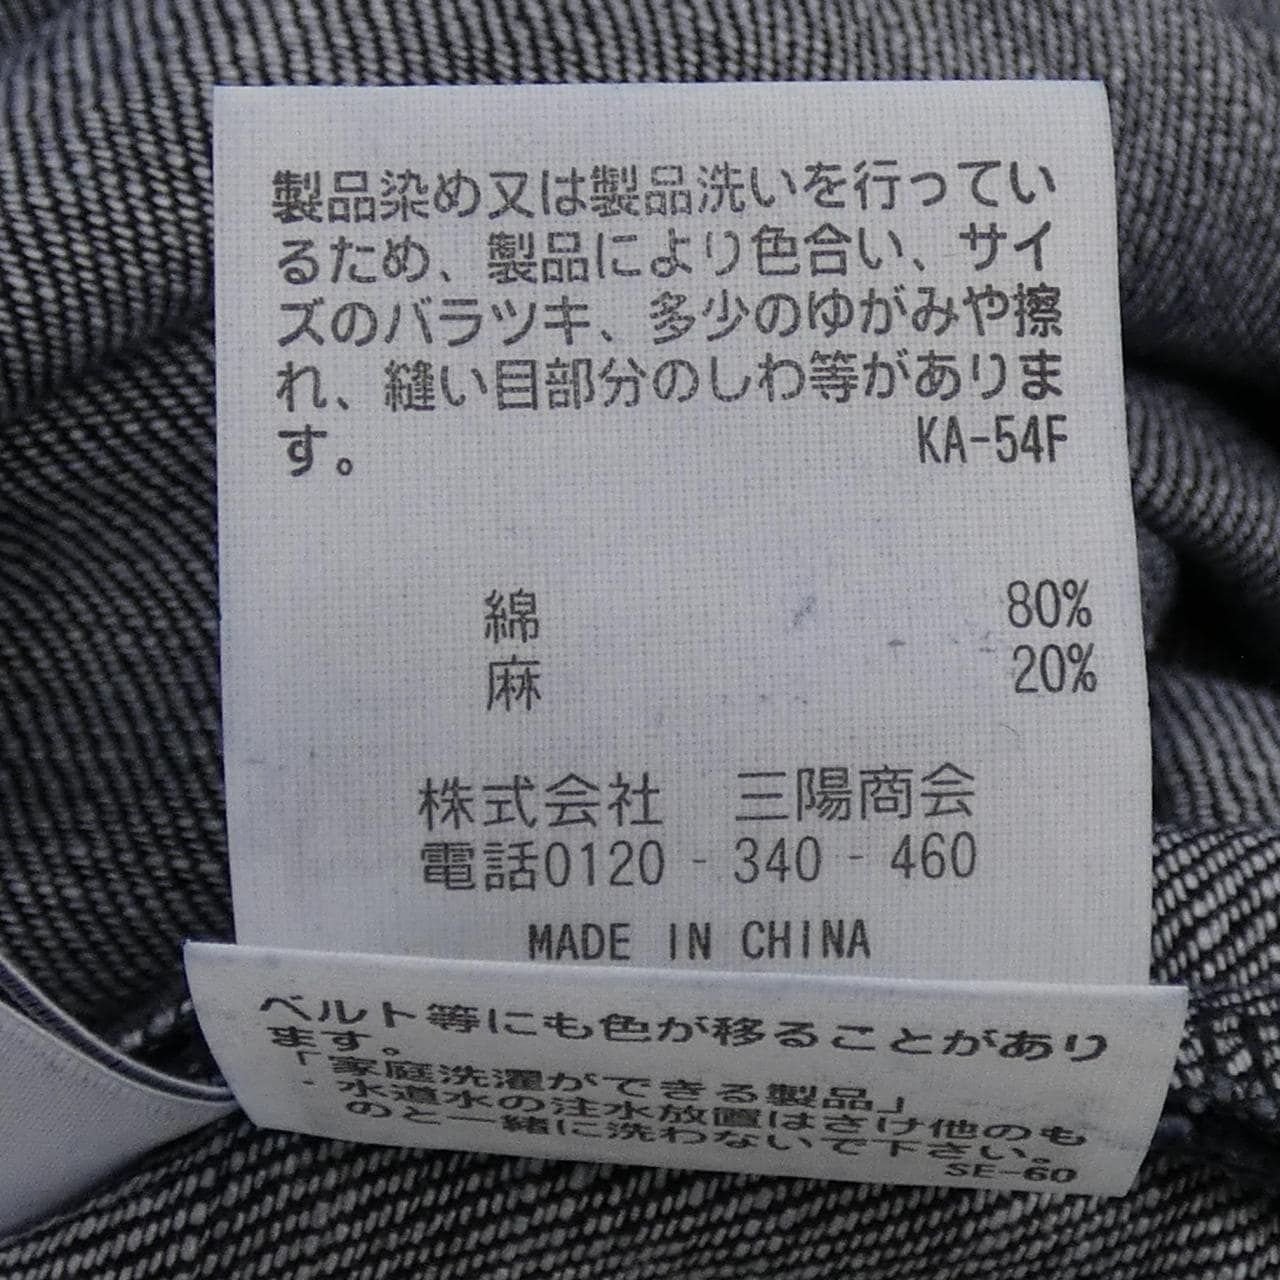 製品染め又は製品洗いを行ってい
るため、製品により色合い、サイ
ズのバラツキ、多少のゆがみや擦
れ、縫い目部分のしわ等がありま
す。 KA-54F
綿 80%
麻 20%
株式会社 三陽商会
電話0120 - 340 - 460
MADE IN CHINA
ベルト等にも色が移ることがあり
ます。
「家庭洗濯ができる製品」
・水道水の注水放置はさけ他のも
のと一緒に洗わないで下さい。
SE-60